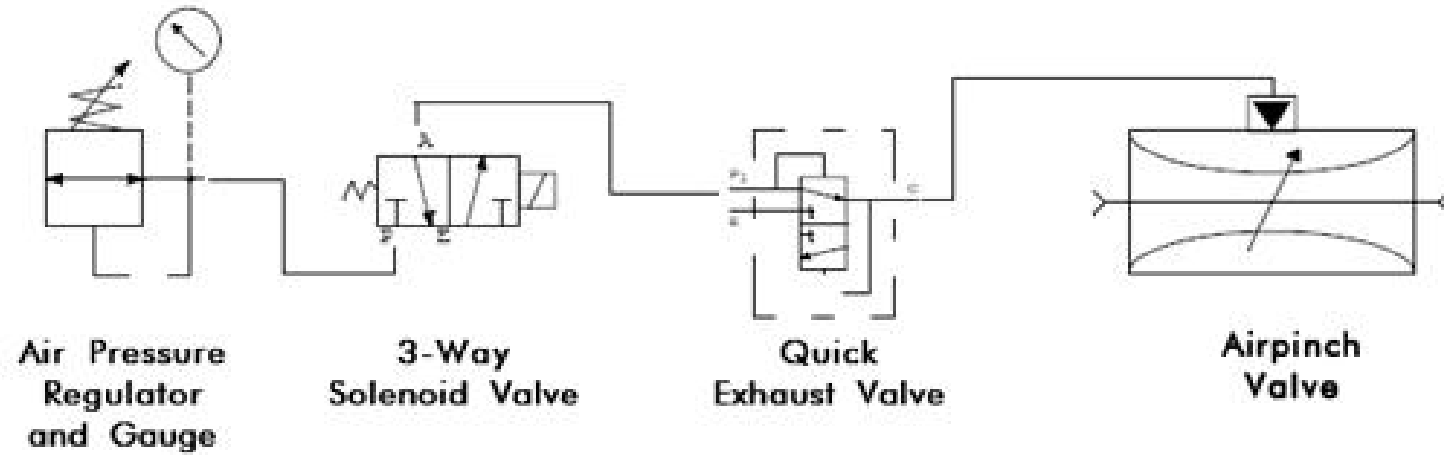 A
Air Pressure
Regulator
and Gauge
3-Way
Solenoid Valve
Quick
Exhaust Valve
Airpinch
Valve